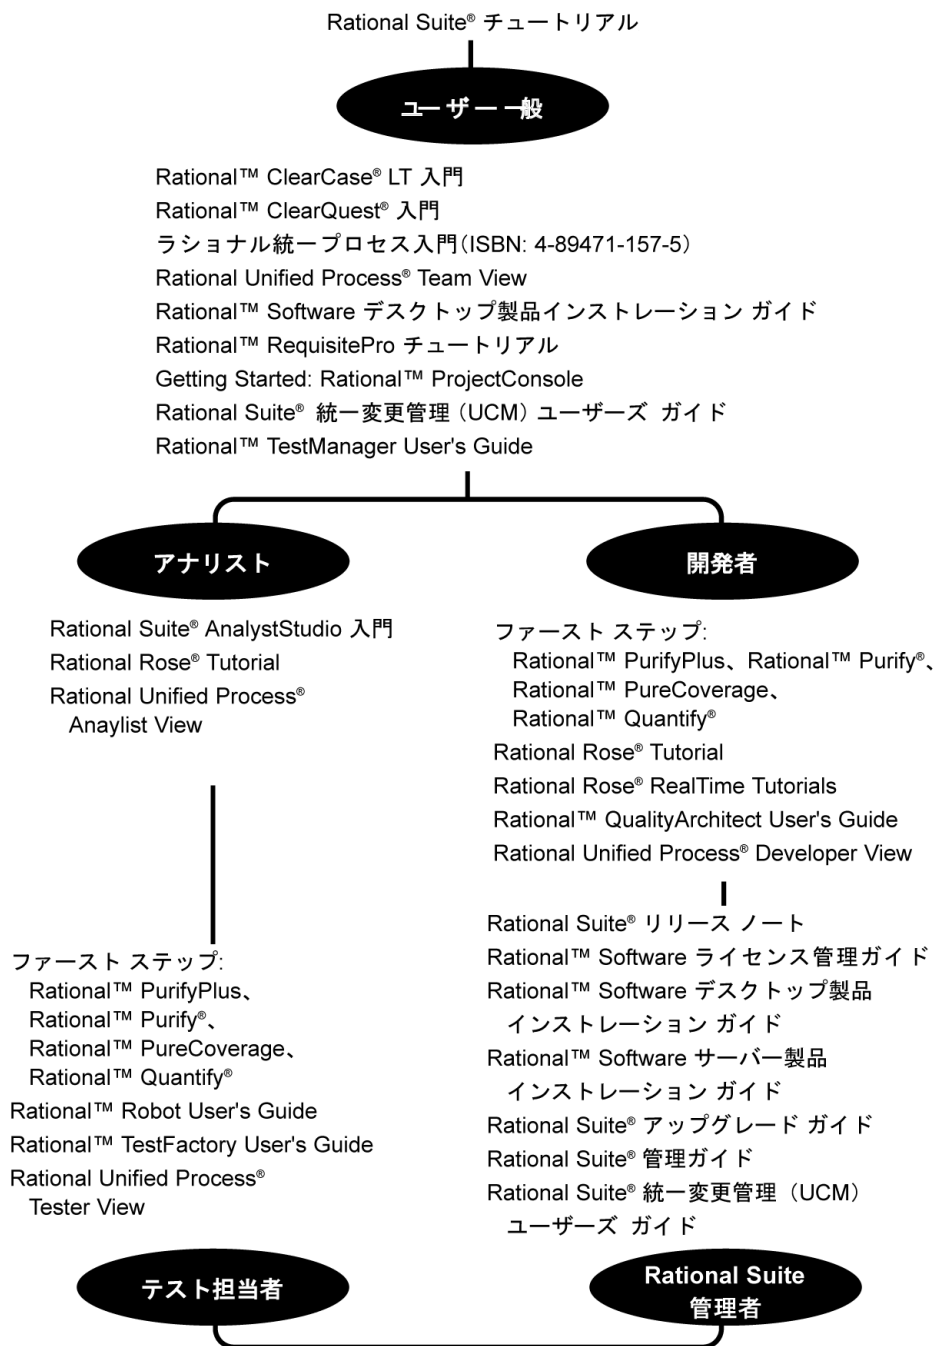 Rational Suite® チュートリアル
ユーザー一般
Rational™ ClearCase® LT 入門
Rational™ ClearQuest® 入門
ラショナル統一プロセス入門(ISBN: 4-89471-157-5)
Rational Unified Process® Team View
Rational™ Software デスクトップ製品インストレーション ガイド
Rational™ RequisitePro チュートリアル
Getting Started: Rational™ ProjectConsole
Rational Suite® 統一変更管理（UCM）ユーザーズ ガイド
Rational™ TestManager User's Guide
アナリスト
Rational Suite® AnalystStudio 入門
Rational Rose® Tutorial
Rational Unified Process®
Anaylist View
開発者
ファースト ステップ:
Rational™ PurifyPlus、Rational™ Purify®、
Rational™ PureCoverage、
Rational™ Quantify®
Rational Rose® Tutorial
Rational Rose® RealTime Tutorials
Rational™ QualityArchitect User's Guide
Rational Unified Process® Developer View
ファースト ステップ:
Rational™ PurifyPlus、
Rational™ Purify®、
Rational™ PureCoverage、
Rational™ Quantify®
Rational™ Robot User's Guide
Rational™ TestFactory User's Guide
Rational Unified Process®
Tester View
テスト担当者
Rational Suite® リリース ノート
Rational™ Software ライセンス管理ガイド
Rational™ Software デスクトップ製品
インストレーション ガイド
Rational™ Software サーバー製品
インストレーション ガイド
Rational Suite® アップグレード ガイド
Rational Suite® 管理ガイド
Rational Suite® 統一変更管理（UCM）
ユーザーズ ガイド
Rational Suite
管理者